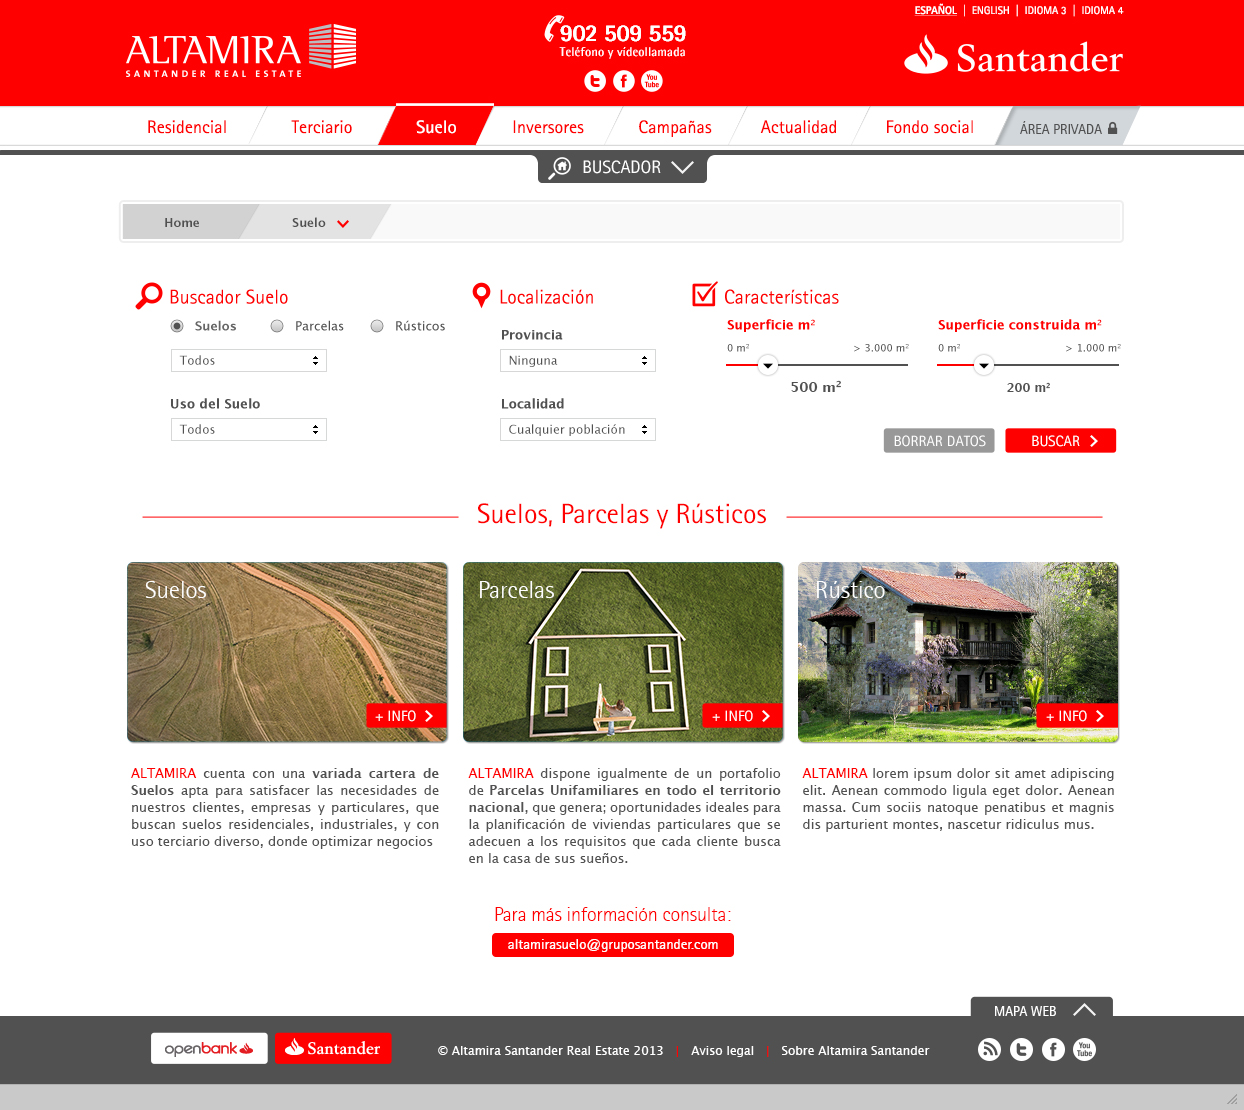 ESPAÑOL | ENGLISH | IDIOMA 3 | IDIOMA 4
ALTAMIRA
SANTANDER REAL ESTATE
902 509 559
Teléfono y vídeollamada
You Tube
Santander
Residencial Terciario Suelo Inversores Campañas Actualidad Fondo social ÁREA PRIVADA
BUSCADOR
Home Suelo
Buscador Suelo
Suelos Parcelas Rústicos
Todos
Uso del Suelo
Todos
Localización
Provincia
Ninguna
Localidad
Cualquier población
Características
Superficie m²
0 m² > 3.000 m²
500 m²
Superficie construida m²
0 m² > 1.000 m²
200 m²
BORRAR DATOS BUSCAR
Suelos, Parcelas y Rústicos
Suelos
+ INFO
Parcelas
+ INFO
Rústico
+ INFO
ALTAMIRA cuenta con una variada cartera de
Suelos apta para satisfacer las necesidades de
nuestros clientes, empresas y particulares, que
buscan suelos residenciales, industriales, y con
uso terciario diverso, donde optimizar negocios
ALTAMIRA dispone igualmente de un portafolio
de Parcelas Unifamiliares en todo el territorio
nacional, que genera; oportunidades ideales para
la planificación de viviendas particulares que se
adecuen a los requisitos que cada cliente busca
en la casa de sus sueños.
ALTAMIRA lorem ipsum dolor sit amet adipiscing
elit. Aenean commodo ligula eget dolor. Aenean
massa. Cum sociis natoque penatibus et magnis
dis parturient montes, nascetur ridiculus mus.
Para más información consulta:
altamirasuelo@gruposantander.com
MAPA WEB
openbank Santander
© Altamira Santander Real Estate 2013 | Aviso legal | Sobre Altamira Santander
You Tube